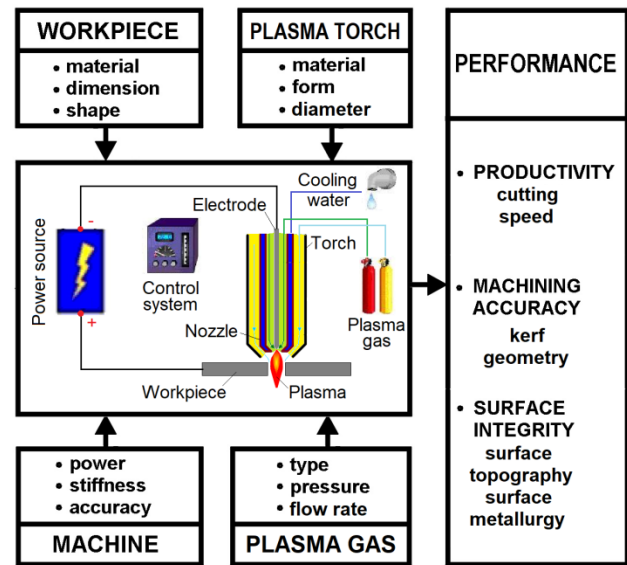 WORKPIECE
• material
• dimension
• shape
PLASMA TORCH
• material
• form
• diameter
PERFORMANCE
• PRODUCTIVITY
cutting
speed
• MACHINING
ACCURACY
kerf
geometry
• SURFACE
INTEGRITY
surface
topography
surface
metallurgy
Power source
-
+
Control
system
Electrode
Cooling
water
Torch
Nozzle
Plasma
gas
Workpiece
Plasma
• power
• stiffness
• accuracy
MACHINE
• type
• pressure
• flow rate
PLASMA GAS